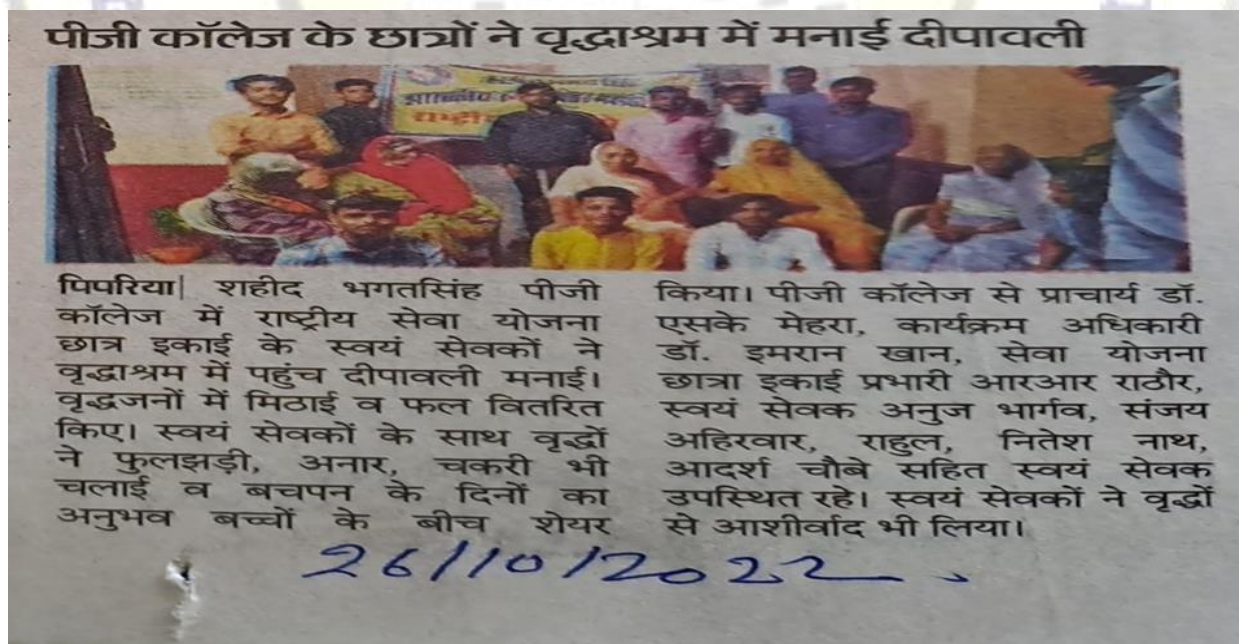 पीजी कॉलेज के छात्रों ने वृद्धाश्रम में मनाई दीपावली
पिपरिया| शहीद भगतसिंह पीजी
कॉलेज में राष्ट्रीय सेवा योजना
छात्र इकाई के स्वयं सेवकों ने
वृद्धाश्रम में पहुंच दीपावली मनाई।
वृद्धजनों में मिठाई व फल वितरित
किए। स्वयं सेवकों के साथ वृद्धों
ने फुलझड़ी, अनार, चकरी भी
चलाई व बचपन के दिनों का
अनुभव बच्चों के बीच शेयर
किया। पीजी कॉलेज से प्राचार्य डॉ.
एसके मेहरा, कार्यक्रम अधिकारी
डॉ. इमरान खान, सेवा योजना
छात्रा इकाई प्रभारी आरआर राठौर,
स्वयं सेवक अनुज भार्गव, संजय
अहिरवार, राहुल, नितेश नाथ,
आदर्श चौबे सहित स्वयं सेवक
उपस्थित रहे। स्वयं सेवकों ने वृद्धों
से आशीर्वाद भी लिया।
26/10/2022